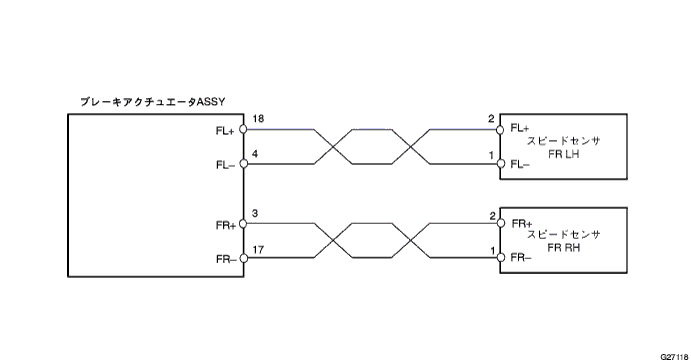 ブレーキアクチュエータASSY
FL+
18
2
FL+
スピードセンサ
FR LH
FL–
4
1
FL–
FR+
3
2
FR+
スピードセンサ
FR RH
FR–
17
1
FR–
G27118